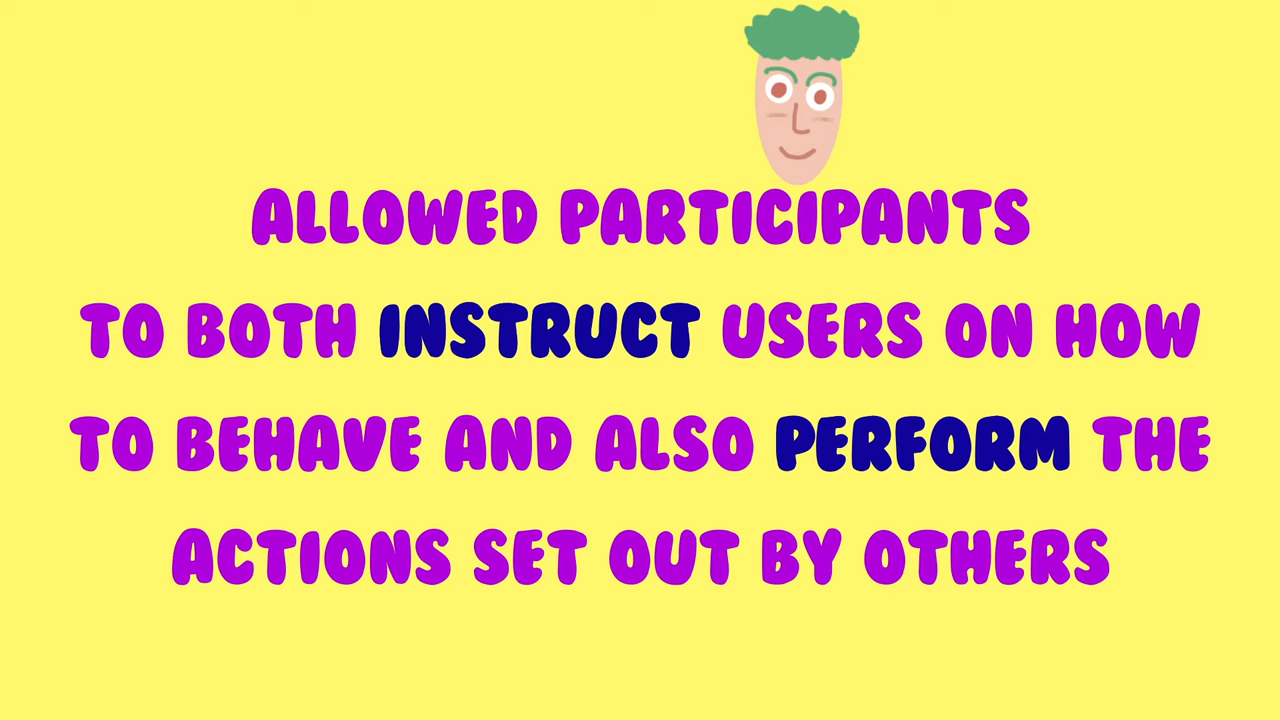 ALLOWED PARTICIPANTS
TO BOTH INSTRUCT USERS ON HOW
TO BEHAVE AND ALSO PERFORM THE
ACTIONS SET OUT BY OTHERS